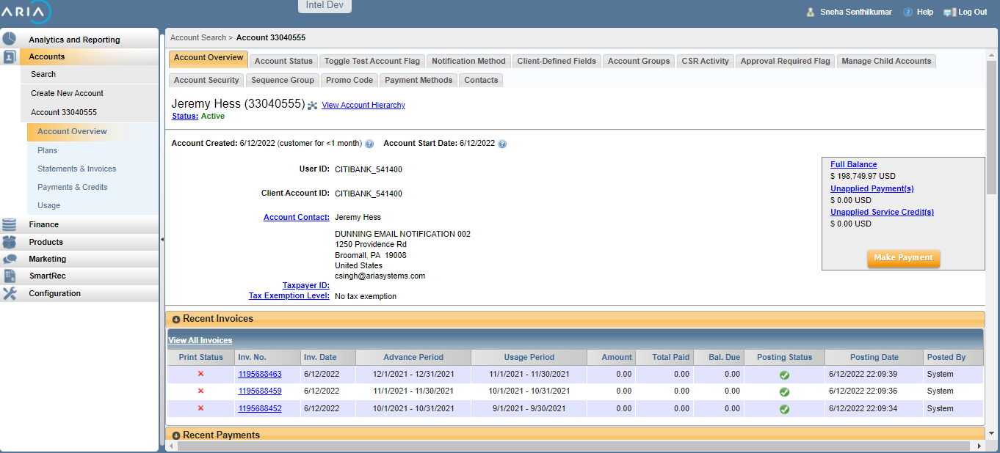 ARIA
Intel Dev
Sneha Senthilkumar Help Log Out
Analytics and Reporting
Accounts
Search
Create New Account
Account 33040555
Account Overview
Plans
Statements & Invoices
Payments & Credits
Usage
Finance
Products
Marketing
SmartRec
Configuration
Account Search > Account 33040555
Account Overview Account Status Toggle Test Account Flag Notification Method Client-Defined Fields Account Groups CSR Activity Approval Required Flag Manage Child Accounts
Account Security Sequence Group Promo Code Payment Methods Contacts
Jeremy Hess (33040555) View Account Hierarchy
Status: Active
Account Created: 6/12/2022 (customer for <1 month) Account Start Date: 6/12/2022
User ID: CITIBANK_541400
Client Account ID: CITIBANK_541400
Account Contact: Jeremy Hess
DUNNING EMAIL NOTIFICATION 002
1250 Providence Rd
Broomall, PA 19008
United States
csingh@ariasystems.com
Taxpayer ID:
Tax Exemption Level: No tax exemption
Full Balance
$ 198,749.97 USD
Unapplied Payment(s)
$ 0.00 USD
Unapplied Service Credit(s)
$ 0.00 USD
Make Payment
Recent Invoices
View All Invoices
Print Status Inv. No. Inv. Date Advance Period Usage Period Amount Total Paid Bal. Due Posting Status Posting Date Posted By
1195688463 6/12/2022 12/1/2021 - 12/31/2021 11/1/2021 - 11/30/2021 0.00 0.00 0.00 6/12/2022 22:09:39 System
1195688459 6/12/2022 11/1/2021 - 11/30/2021 10/1/2021 - 10/31/2021 0.00 0.00 0.00 6/12/2022 22:09:36 System
1195688452 6/12/2022 10/1/2021 - 10/31/2021 9/1/2021 - 9/30/2021 0.00 0.00 0.00 6/12/2022 22:09:34 System
Recent Payments